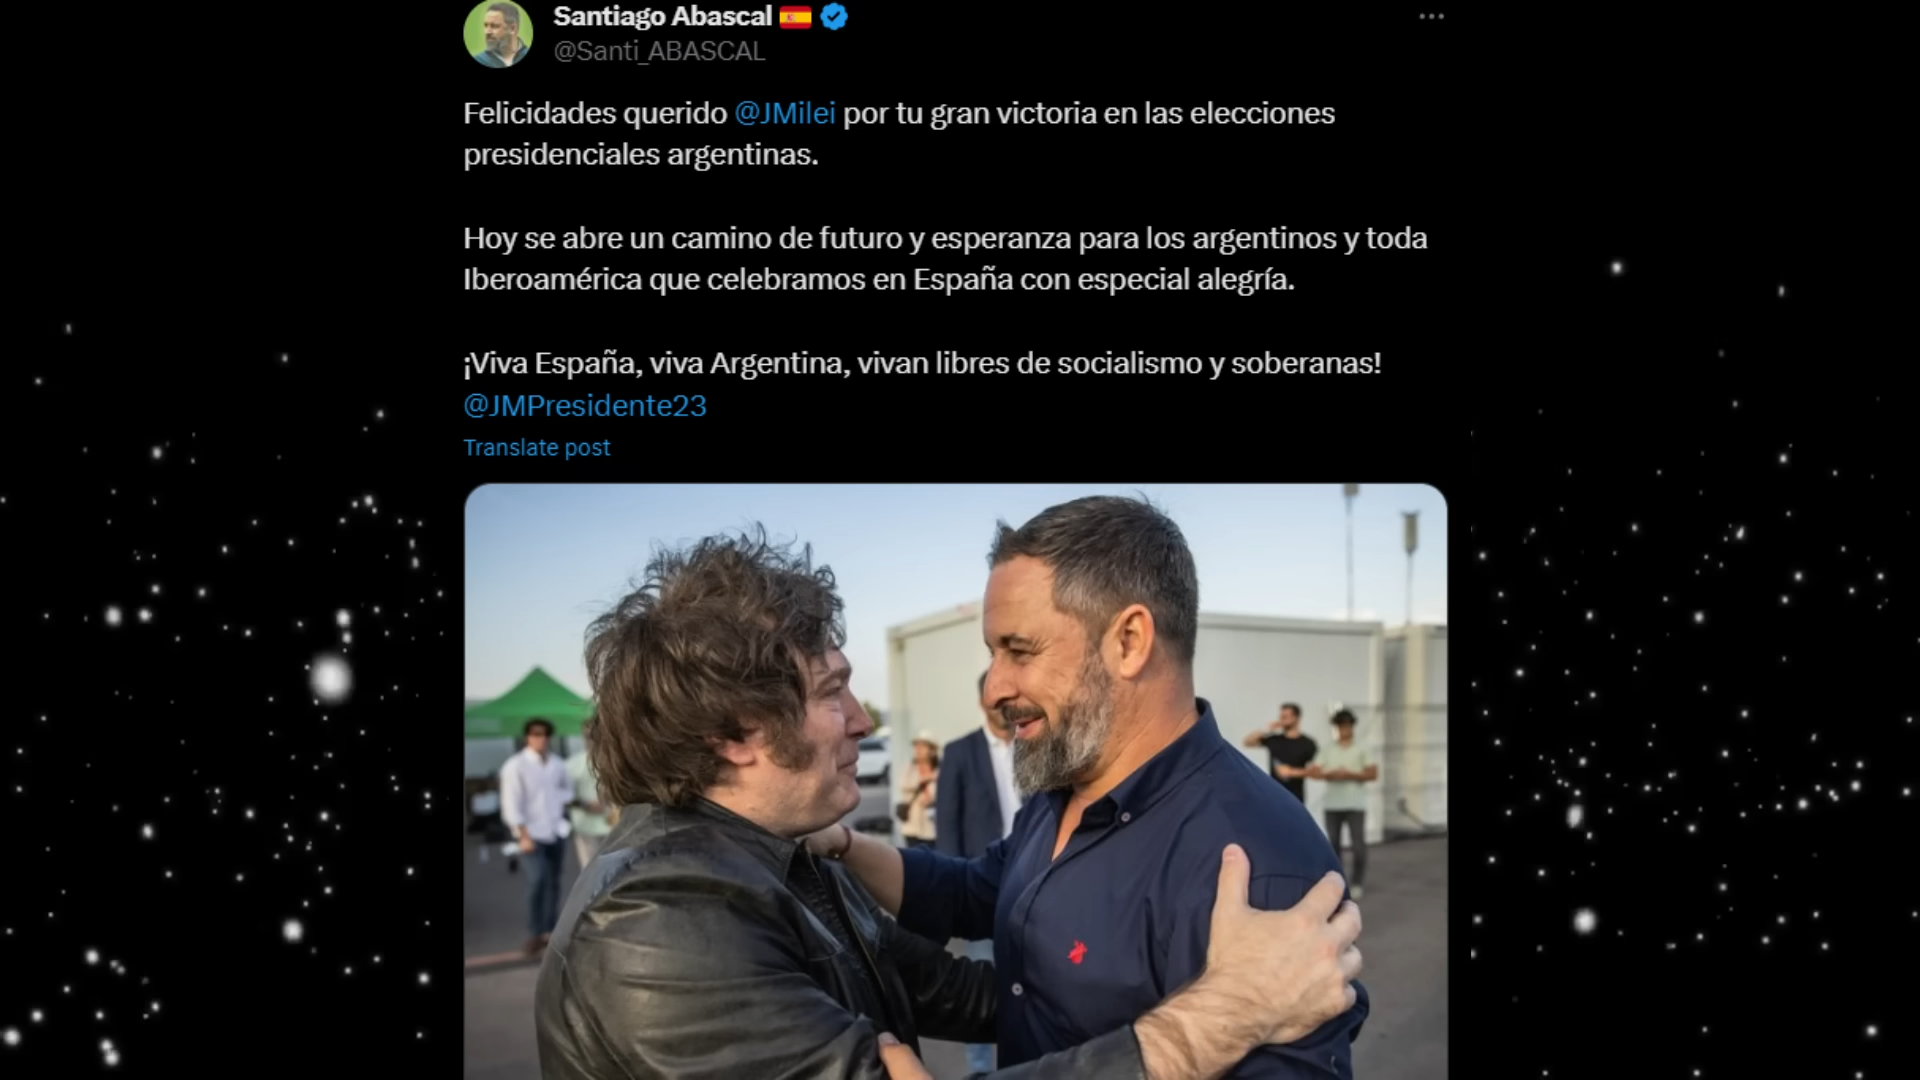 Santiago Abascal
@Santi_ABASCAL
Felicidades querido @JMilei por tu gran victoria en las elecciones
presidenciales argentinas.
Hoy se abre un camino de futuro y esperanza para los argentinos y toda
Iberoamérica que celebramos en España con especial alegría.
¡Viva España, viva Argentina, vivan libres de socialismo y soberanas!
@JMPresidente23
Translate post